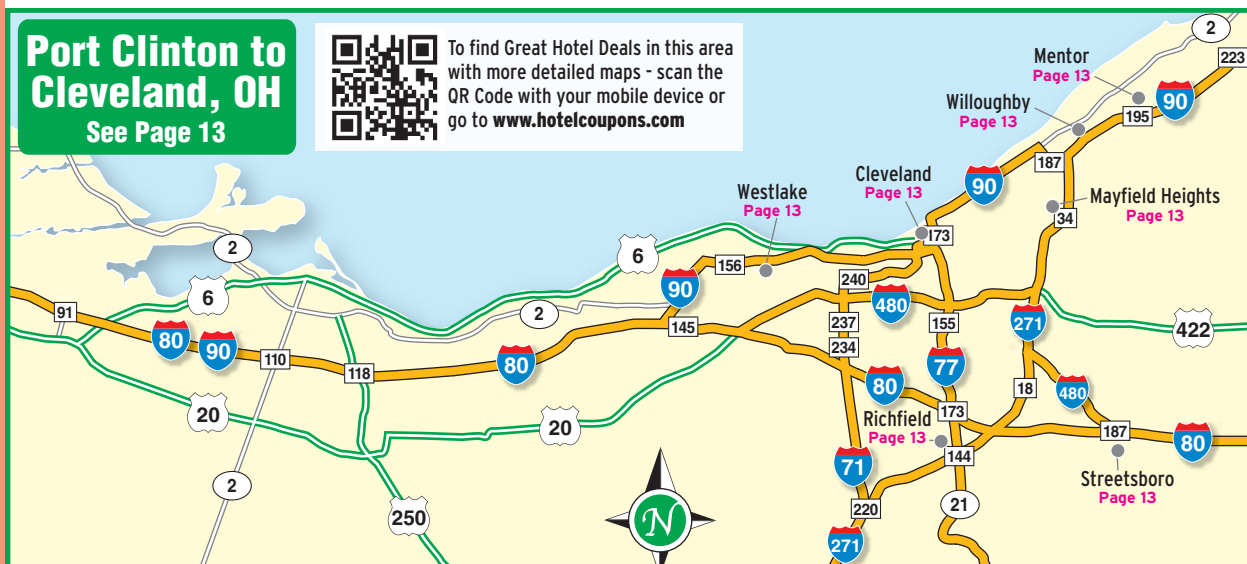 Port Clinton to
Cleveland, OH
See Page 13
To find Great Hotel Deals in this area
with more detailed maps - scan the
QR Code with your mobile device or
go to www.hotelcoupons.com
2
223
Mentor
Page 13
90
195
Willoughby
Page 13
187
Cleveland
Page 13
90
Westlake
Page 13
Mayfield Heights
Page 13
34
173
2
6
6
156
240
90
480
91
2
237
155
271
422
145
80
90
234
110
118
80
80
77
18
480
20
20
173
Richfield
Page 13
187
80
144
71
2
Streetsboro
Page 13
250
N
220
21
271